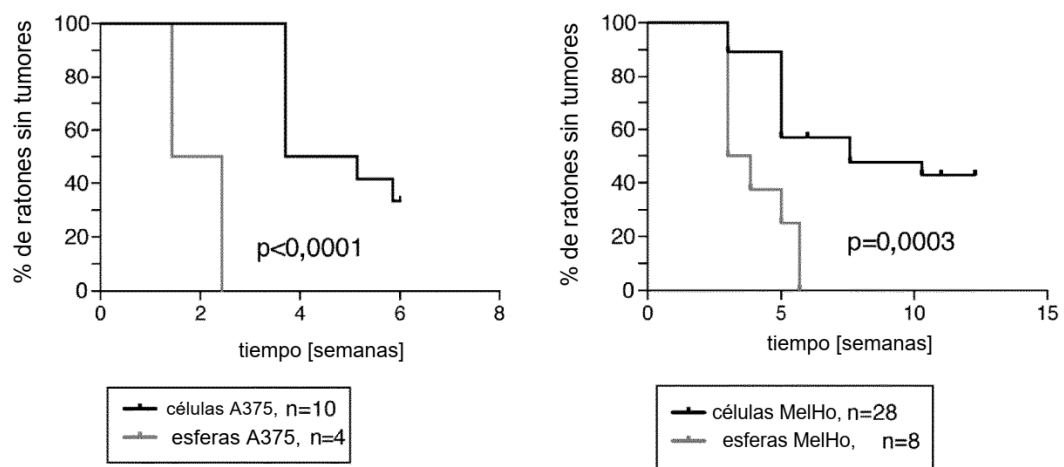 % de ratones sin tumores
100
80
60
40
20
0
p<0,0001
0 2 4 6 8
tiempo [semanas]
células A375, n=10
esferas A375, n=4
% de ratones sin tumores
100
80
60
40
20
0
p=0,0003
0 5 10 15
tiempo [semanas]
células MelHo, n=28
esferas MelHo, n=8